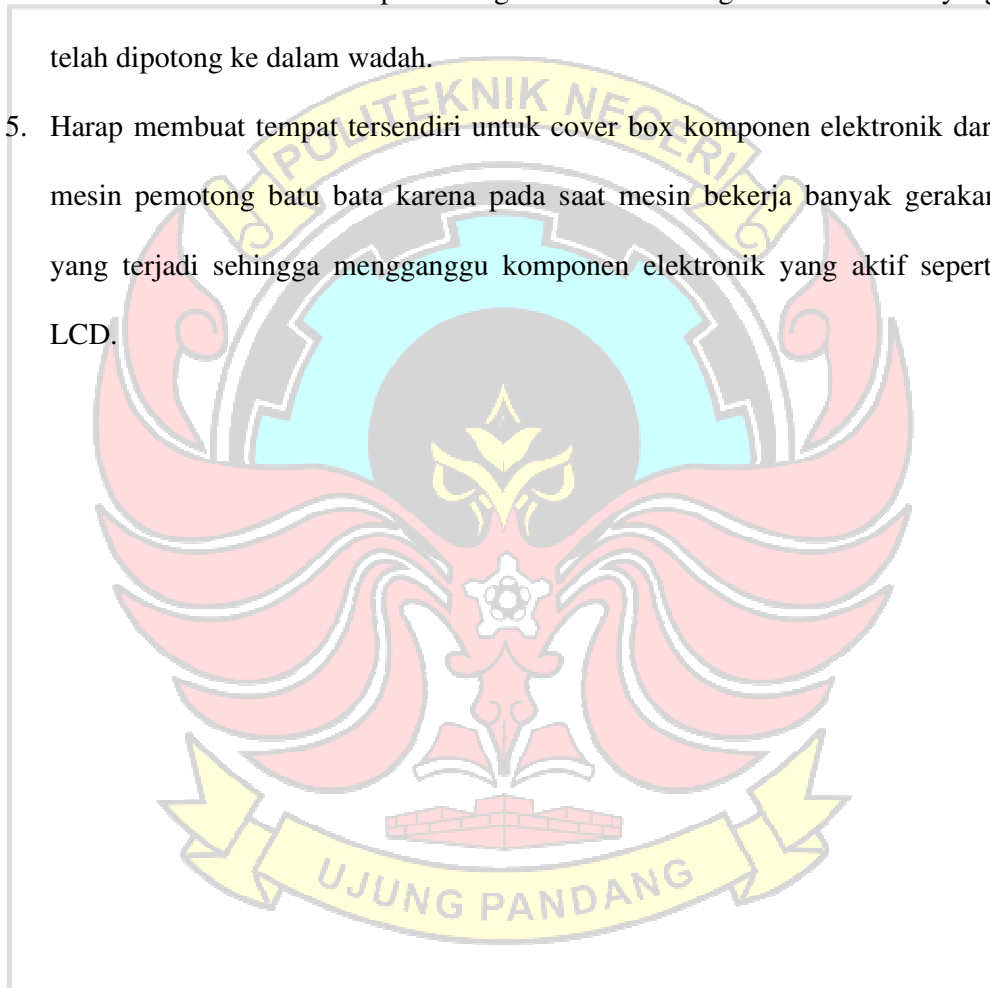 telah dipotong ke dalam wadah.
5. Harap membuat tempat tersendiri untuk cover box komponen elektronik dar
mesin pemotong batu bata karena pada saat mesin bekerja banyak gerakan
yang terjadi sehingga mengganggu komponen elektronik yang aktif sepert
LCD.
POLITEKNIK NEGERI
UJUNG PANDANG